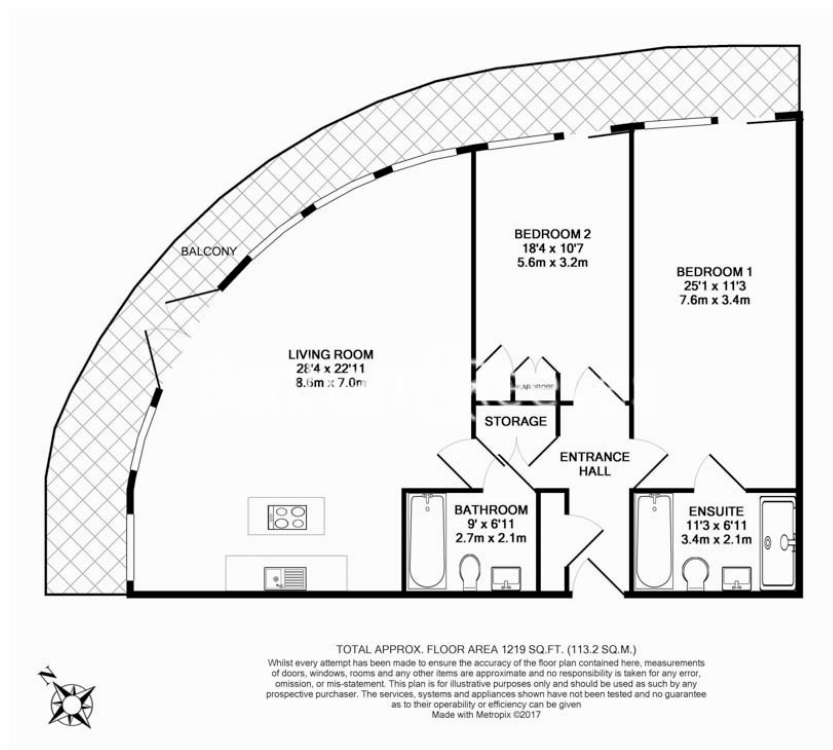 BALCONY
BEDROOM 2
18'4 x 10'7
5.6m x 3.2m
BEDROOM 1
25'1 x 11'3
7.6m x 3.4m
LIVING ROOM
28'4 x 22'11
8.6m x 7.0m
STORAGE
ENTRANCE
HALL
BATHROOM
9' x 6'11
2.7m x 2.1m
ENSUITE
11'3 x 6'11
3.4m x 2.1m
N
TOTAL APPROX. FLOOR AREA 1219 SQ.FT. (113.2 SQ.M.)
Whilst every attempt has been made to ensure the accuracy of the floor plan contained here, measurements
of doors, windows, rooms and any other items are approximate and no responsibility is taken for any error,
omission, or mis-statement. This plan is for illustrative purposes only and should be used as such by any
prospective purchaser. The services, systems and appliances shown have not been tested and no guarantee
as to their operability or efficiency can be given
Made with Metropix ©2017